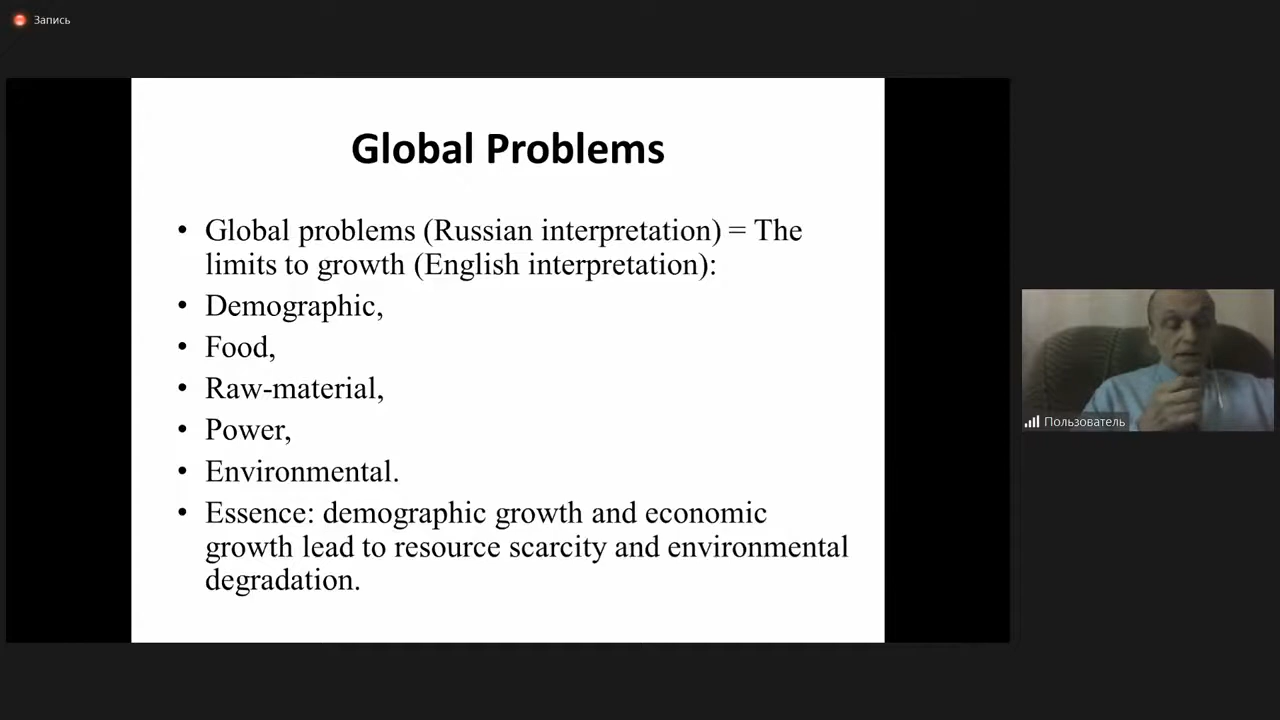 Запись
Global Problems
• Global problems (Russian interpretation) = The
limits to growth (English interpretation):
• Demographic,
• Food,
• Raw-material,
• Power,
• Environmental.
• Essence: demographic growth and economic
growth lead to resource scarcity and environmental
degradation.
Пользователь